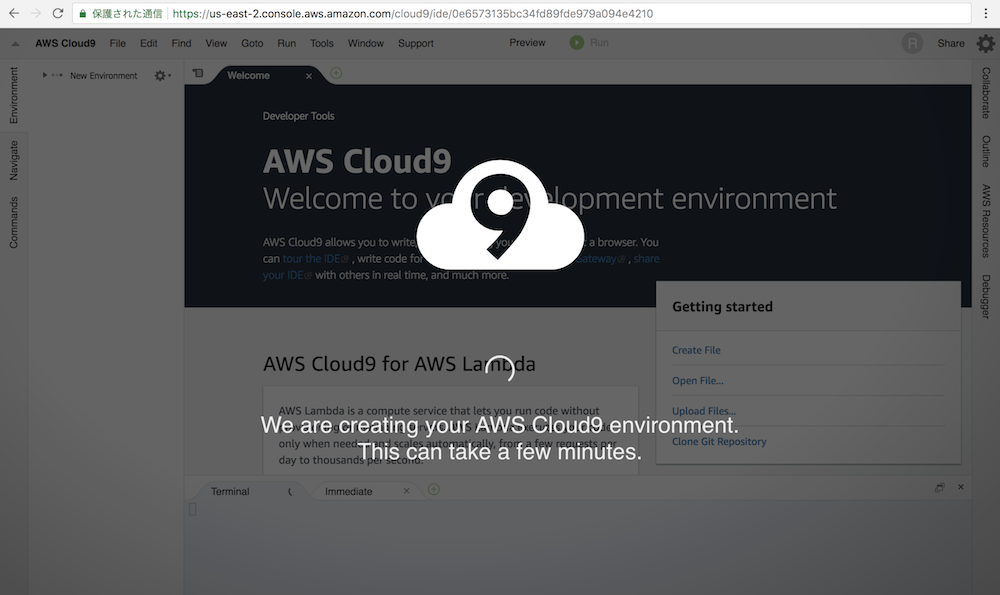 保護された通信 https://us-east-2.console.aws.amazon.com/cloud9/ide/0e6573135bc34fd89fde979a094e4210
AWS Cloud9 File Edit Find View Goto Run Tools Window Support Preview Run R Share
Environment
Navigate
Commands
New Environment
Welcome
Developer Tools
AWS Cloud9
Welcome to your development environment
9
AWS Cloud9 allows you to write, you a browser. You
can tour the IDE , write code for Gateway , share
your IDE with others in real time, and much more.
Getting started
Create File
Open File...
Upload Files...
Clone Git Repository
AWS Cloud9 for AWS Lambda
AWS Lambda is a compute service that lets you run code without
only when needed and scales automatically, from a few requests per
day to thousands per second.
We are creating your AWS Cloud9 environment.
This can take a few minutes.
Terminal Immediate
Collaborate
Outline
AWS Resources
Debugger